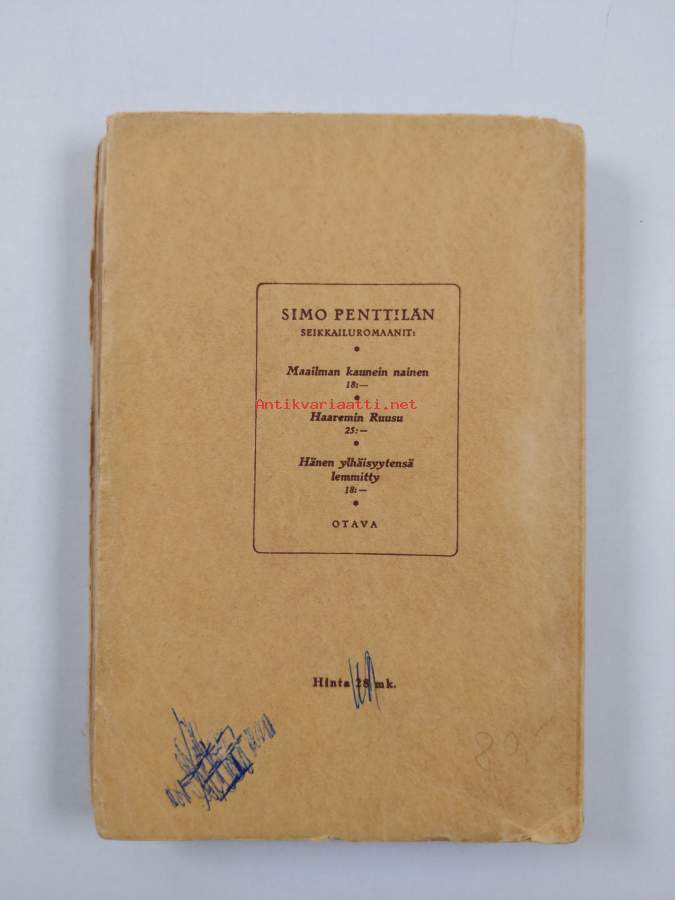 SIMO PENTTILÄN
SEIKKAILUROMAANIT:
Maailman kaunein nainen
18:—
Antikvariaatti.net
Haaremin Ruusu
25:—
Hänen ylhäisyytensä
lemmitty
18:—
OTAVA
Hinta 28 mk.